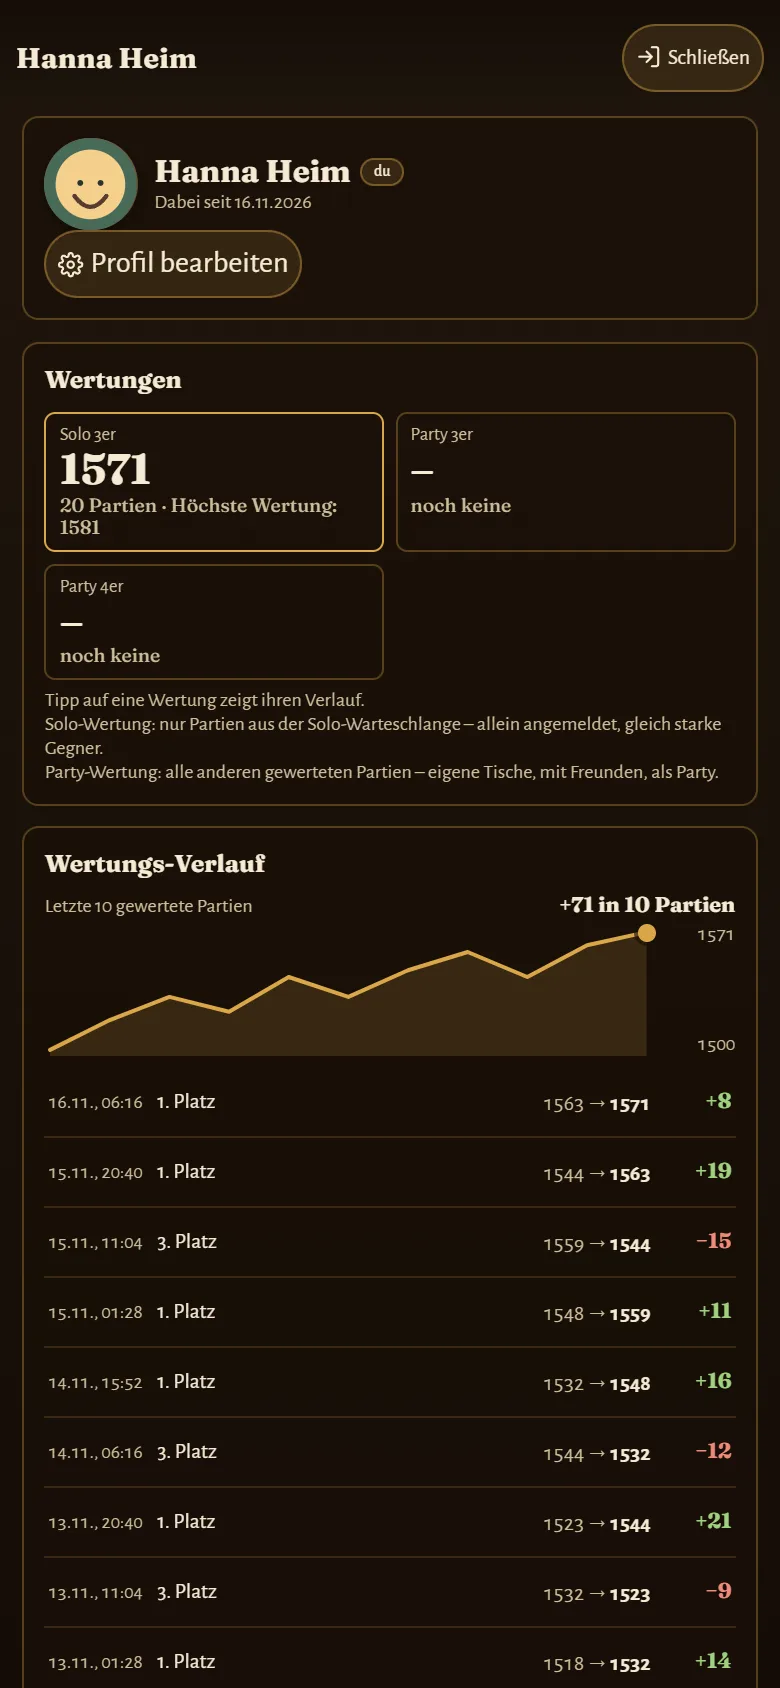 Hanna Heim
Schließen
Hanna Heim du
Dabei seit 16.11.2026
Profil bearbeiten
Wertungen
Solo 3er
1571
20 Partien · Höchste Wertung:
1581
Party 3er
—
noch keine
Party 4er
—
noch keine
Tipp auf eine Wertung zeigt ihren Verlauf.
Solo-Wertung: nur Partien aus der Solo-Warteschlange – allein angemeldet, gleich starke
Gegner.
Party-Wertung: alle anderen gewerteten Partien – eigene Tische, mit Freunden, als Party.
Wertungs-Verlauf
Letzte 10 gewertete Partien +71 in 10 Partien
1571
1500
16.11., 06:16 1. Platz 1563 → 1571 +8
15.11., 20:40 1. Platz 1544 → 1563 +19
15.11., 11:04 3. Platz 1559 → 1544 −15
15.11., 01:28 1. Platz 1548 → 1559 +11
14.11., 15:52 1. Platz 1532 → 1548 +16
14.11., 06:16 3. Platz 1544 → 1532 −12
13.11., 20:40 1. Platz 1523 → 1544 +21
13.11., 11:04 3. Platz 1532 → 1523 −9
13.11., 01:28 1. Platz 1518 → 1532 +14